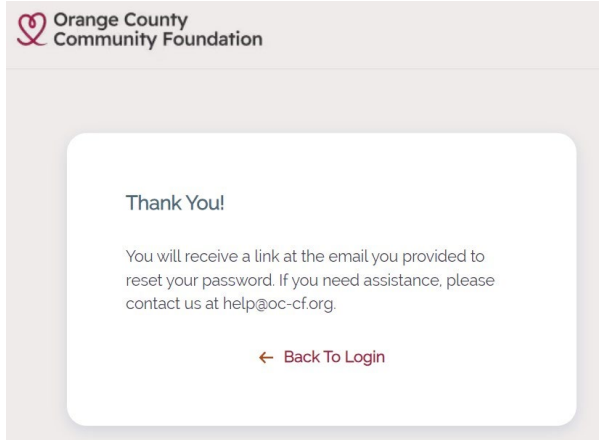 Orange County
Community Foundation
Thank You!
You will receive a link at the email you provided to
reset your password. If you need assistance, please
contact us at help@oc-cf.org.
← Back To Login